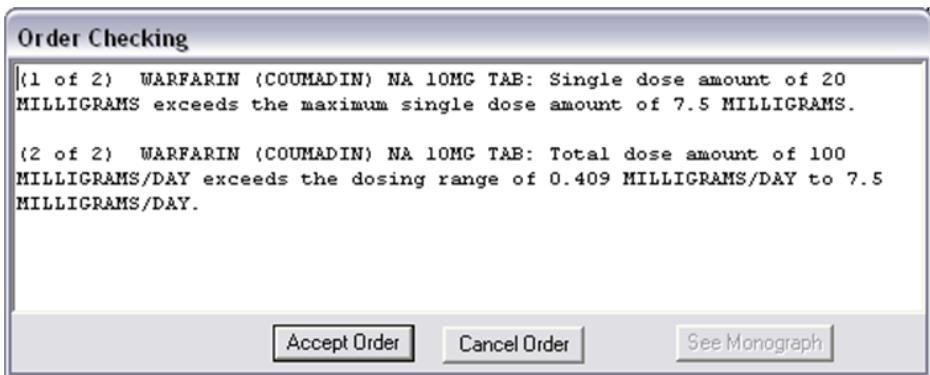 Order Checking
(1 of 2)  WARFARIN (COUMADIN) NA 10MG TAB: Single dose amount of 20
MILLIGRAMS exceeds the maximum single dose amount of 7.5 MILLIGRAMS.
(2 of 2)  WARFARIN (COUMADIN) NA 10MG TAB: Total dose amount of 100
MILLIGRAMS/DAY exceeds the dosing range of 0.409 MILLIGRAMS/DAY to 7.5
MILLIGRAMS/DAY.
Accept Order Cancel Order See Monograph